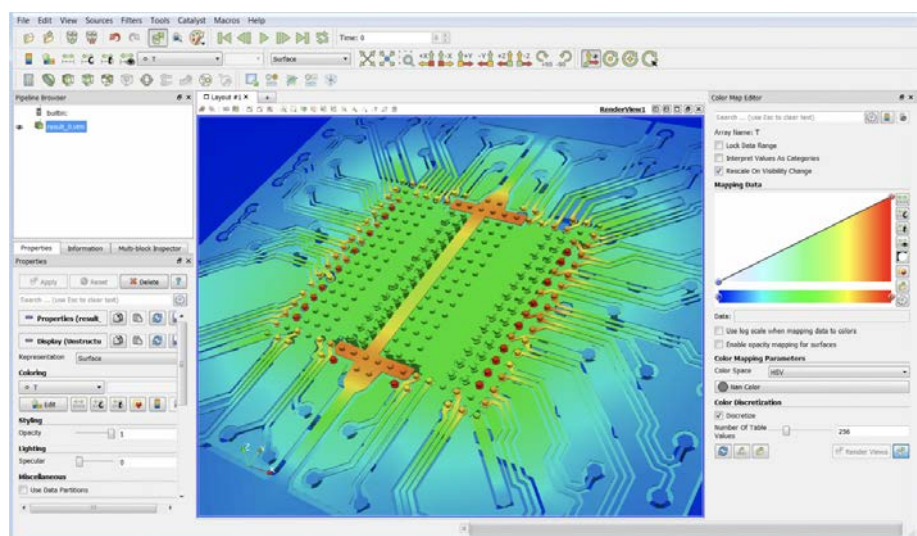 File Edit View Sources Filters Tools Catalyst Macros Help
Time: 0
T
Surface
+X -X +Y -Y +Z -Z
Pipeline Browser
builtin:
Layout #1
RenderView1
Properties Information Multi-block Inspector
Properties
Apply Reset Delete ?
Search ... (use Esc to clear text)
Properties (result_
Display (Unstructu
Representation Surface
Coloring
T
Edit
Styling
Opacity 1
Lighting
Specular 0
Miscellaneous
Use Data Partitions
Color Map Editor
Search ... (use Esc to clear text)
Array Name: T
Lock Data Range
Interpret Values As Categories
Rescale On Visibility Change
Mapping Data
Data:
Use log scale when mapping data to colors
Enable opacity mapping for surfaces
Color Mapping Parameters
Color Space HSV
Nan Color
Color Discretization
Discretize
Number Of Table
Values 256
Render Views